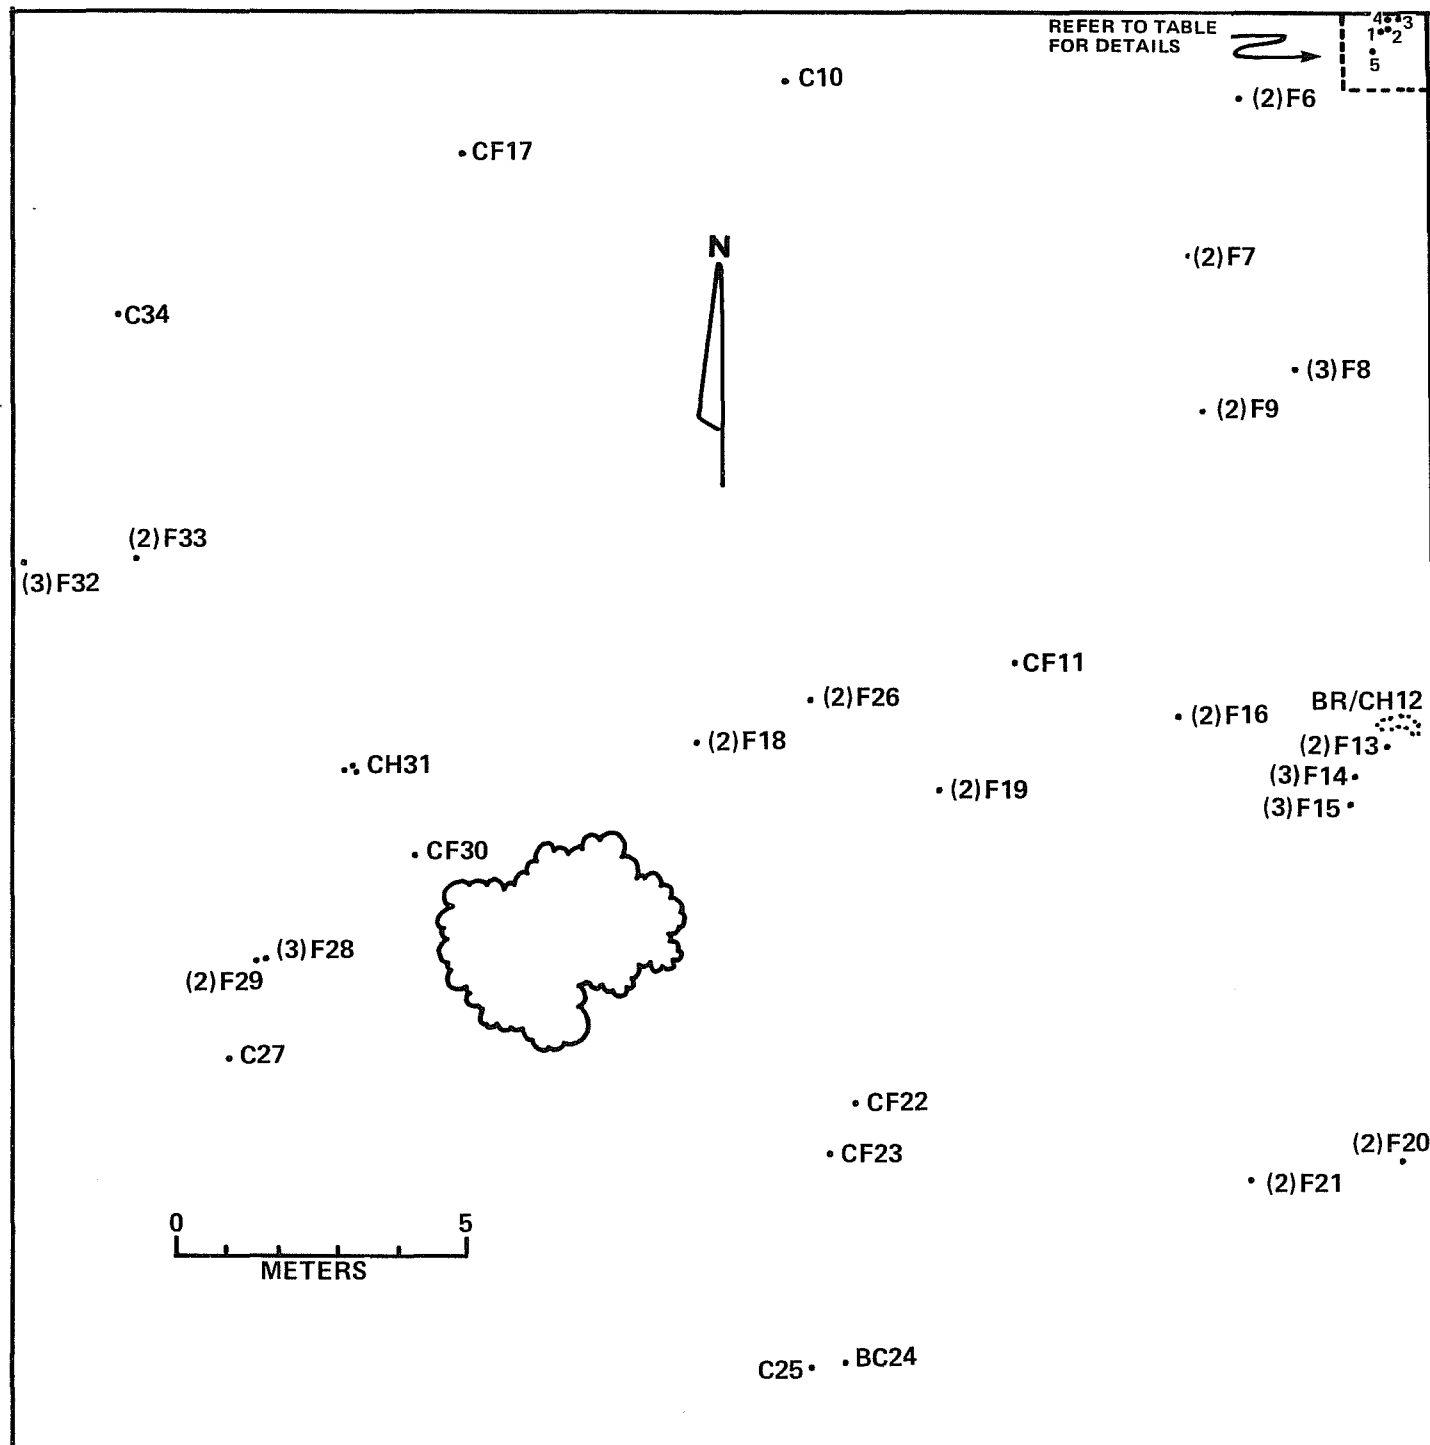 REFER TO TABLE
FOR DETAILS
4 3
1 2
5
C10
(2)F6
CF17
N
(2)F7
C34
(3)F8
(2)F9
(2)F33
(3)F32
CF11
(2)F26
BR/CH12
(2)F16
(2)F18
(2)F13
CH31
(3)F14
(2)F19
(3)F15
CF30
(3)F28
(2)F29
C27
CF22
(2)F20
CF23
(2)F21
0 5
METERS
BC24
C25